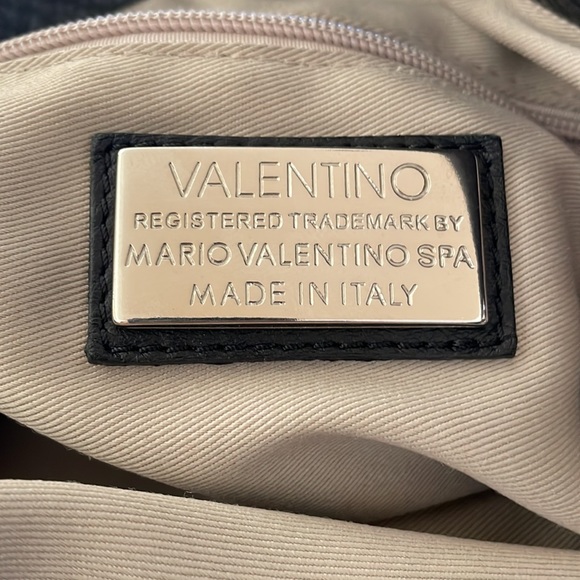 VALENTINO
REGISTERED TRADEMARK BY
MARIO VALENTINO SPA
MADE IN ITALY